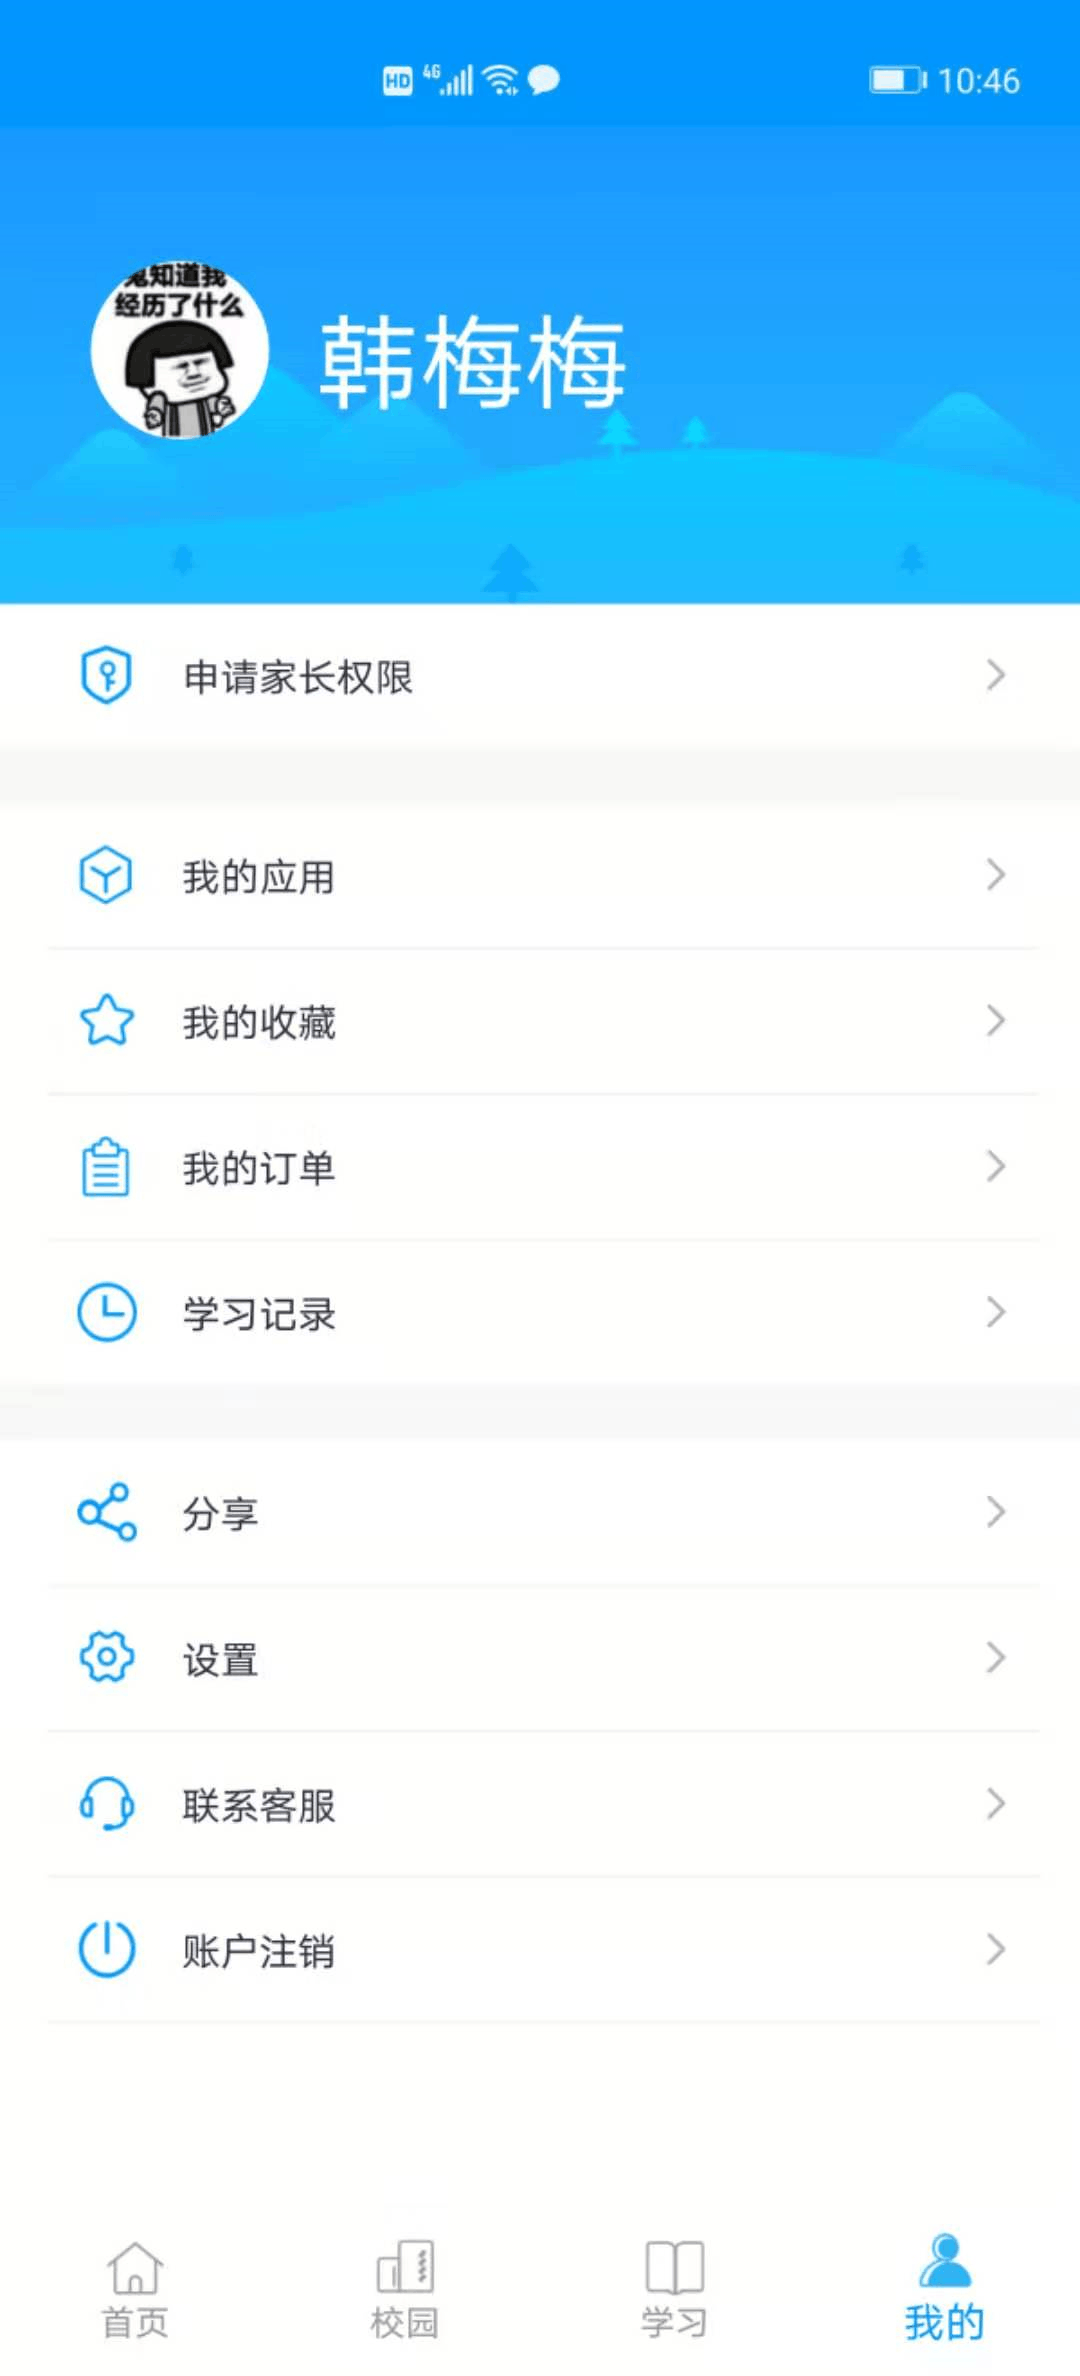 HD 4G 10:46
鬼知道我
经历了什么
韩梅梅
申请家长权限
我的应用
我的收藏
我的订单
学习记录
分享
设置
联系客服
账户注销
首页 校园 学习 我的